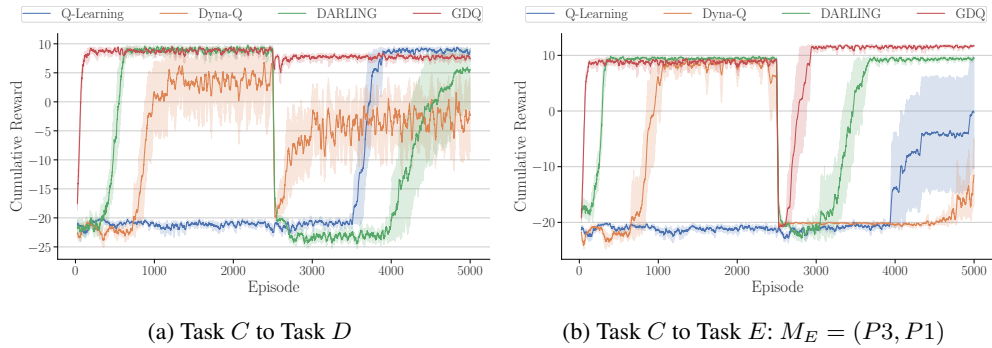 Q-Learning Dyna-Q DARLING GDQ
10
5
0
−5
−10
−15
−20
−25
Cumulative Reward
0 1000 2000 3000 4000 5000
Episode
(a) Task C to Task D
Q-Learning Dyna-Q DARLING GDQ
10
0
−10
−20
Cumulative Reward
0 1000 2000 3000 4000 5000
Episode
(b) Task C to Task E: M_E = (P3, P1)